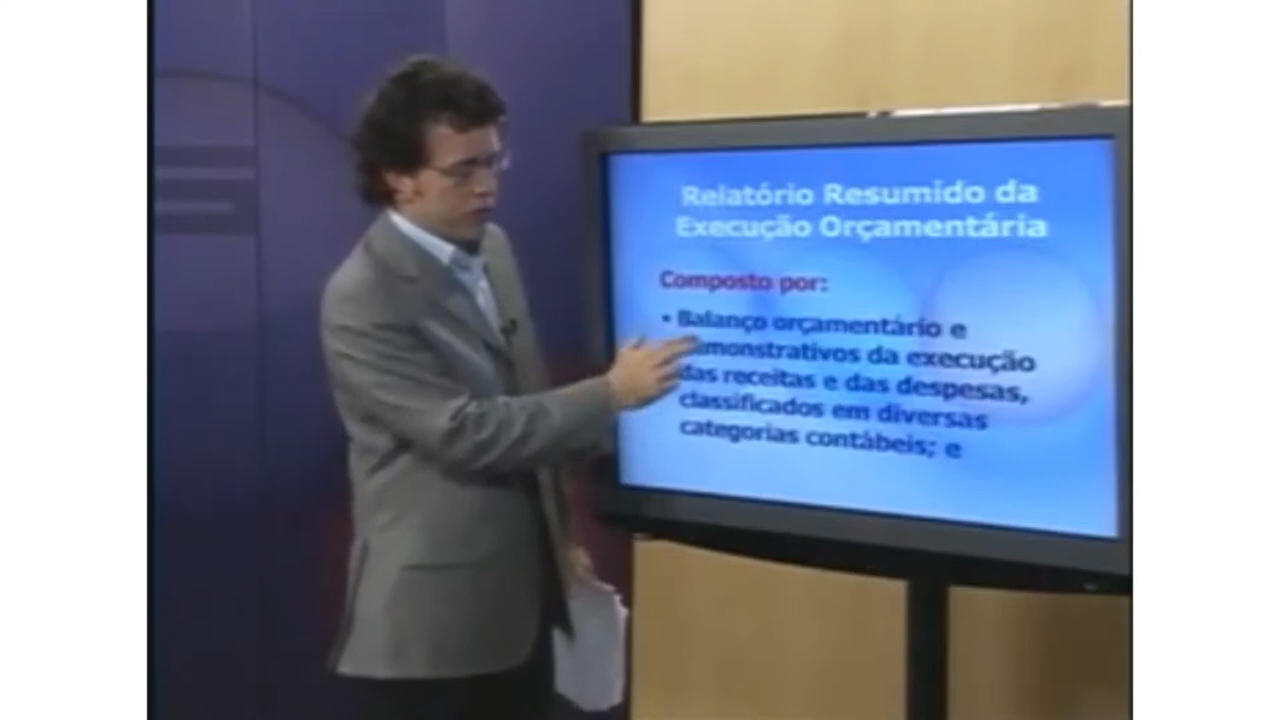 Relatório Resumido da
Execução Orçamentária
Composto por:
• Balanço orçamentário e
demonstrativos da execução
das receitas e das despesas,
classificados em diversas
categorias contábeis; e